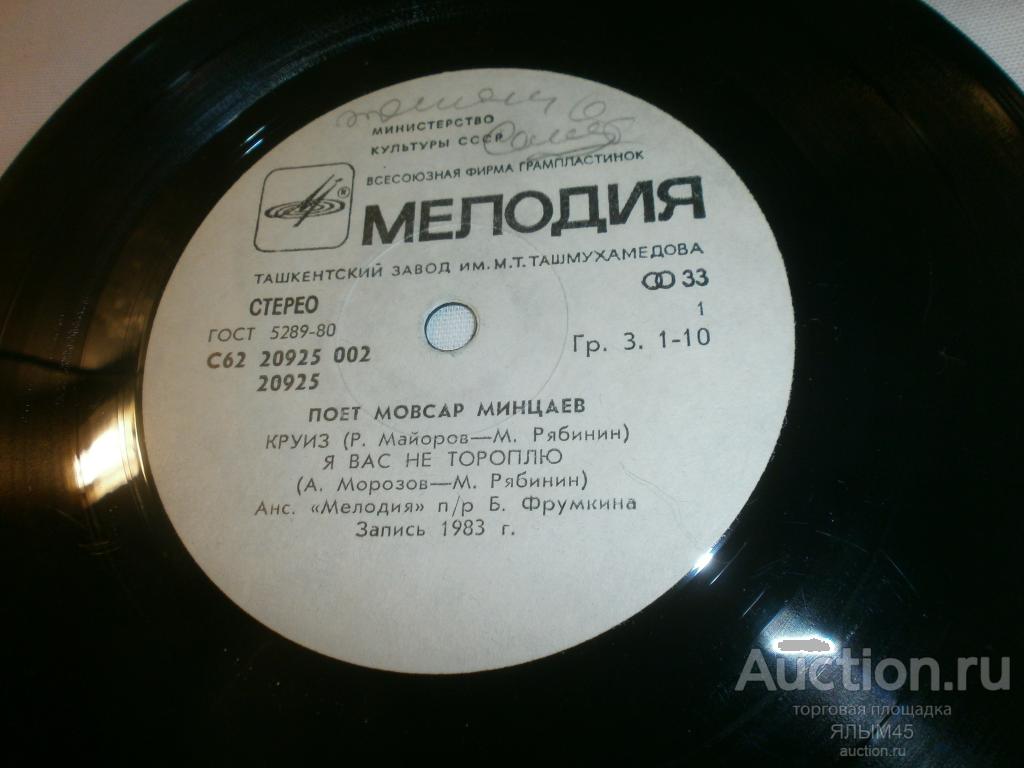 МИНИСТЕРСТВО
КУЛЬТУРЫ СССР
ВСЕСОЮЗНАЯ ФИРМА ГРАМПЛАСТИНОК
®
МЕЛОДИЯ
ТАШКЕНТСКИЙ ЗАВОД ИМ. М.Т. ТАШМУХАМЕДОВА
СТЕРЕО
33
ГОСТ 5289-80
1
С62 20925 002
Гр. 3. 1-10
20925
ПОЕТ МОВСАР МИНЦАЕВ
КРУИЗ (Р. Майоров—М. Рябинин)
Я ВАС НЕ ТОРОПЛЮ
(А. Морозов—М. Рябинин)
Анс. «Мелодия» п/р Б. Фрумкина
Запись 1983 г.
Auction.ru
торговая площадка
ЯЛЫМ45
auction.ru